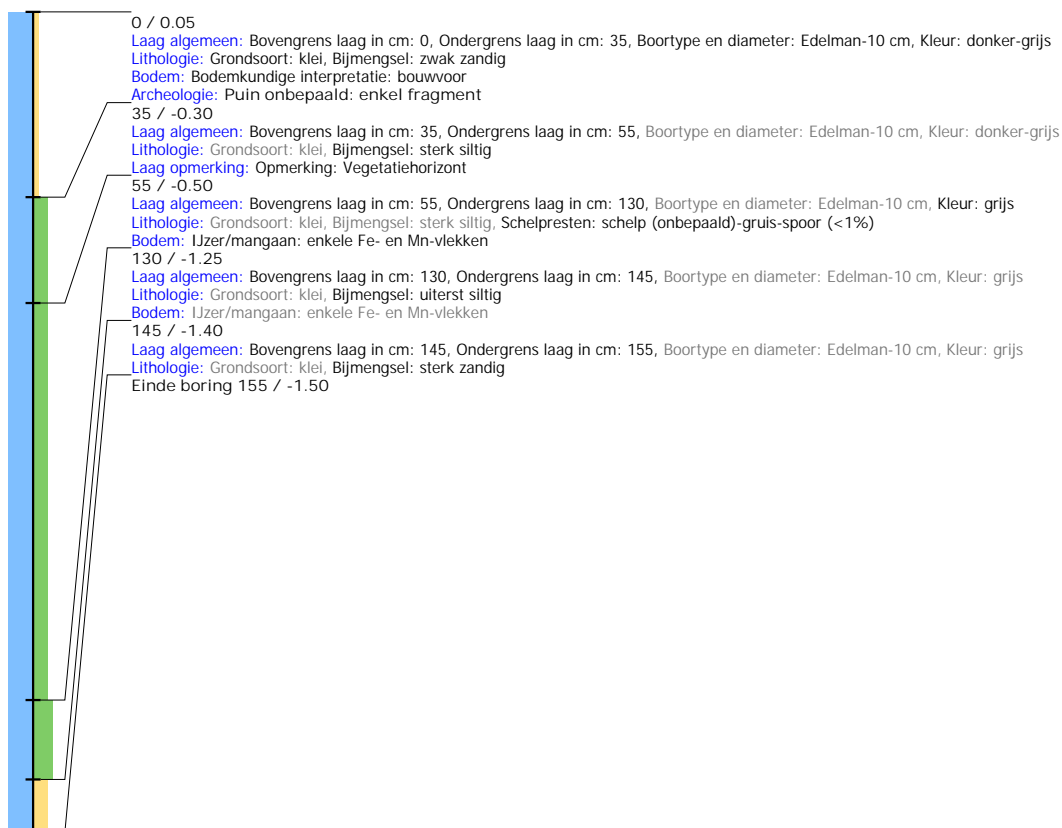 0 / 0.05
Laag algemeen: Bovengrens laag in cm: 0, Ondergrens laag in cm: 35, Boortype en diameter: Edelman-10 cm, Kleur: donker-grijs
Lithologie: Grondsoort: klei, Bijmengsel: zwak zandig
Bodem: Bodemkundige interpretatie: bouwvoor
Archeologie: Puin onbepaald: enkel fragment
35 / -0.30
Laag algemeen: Bovengrens laag in cm: 35, Ondergrens laag in cm: 55, Boortype en diameter: Edelman-10 cm, Kleur: donker-grijs
Lithologie: Grondsoort: klei, Bijmengsel: sterk siltig
Laag opmerking: Opmerking: Vegetatiehorizont
55 / -0.50
Laag algemeen: Bovengrens laag in cm: 55, Ondergrens laag in cm: 130, Boortype en diameter: Edelman-10 cm, Kleur: grijs
Lithologie: Grondsoort: klei, Bijmengsel: sterk siltig, Schelpresten: schelp (onbepaald)-gruis-spoor (<1%)
Bodem: IJzer/mangaan: enkele Fe- en Mn-vlekken
130 / -1.25
Laag algemeen: Bovengrens laag in cm: 130, Ondergrens laag in cm: 145, Boortype en diameter: Edelman-10 cm, Kleur: grijs
Lithologie: Grondsoort: klei, Bijmengsel: uiterst siltig
Bodem: IJzer/mangaan: enkele Fe- en Mn-vlekken
145 / -1.40
Laag algemeen: Bovengrens laag in cm: 145, Ondergrens laag in cm: 155, Boortype en diameter: Edelman-10 cm, Kleur: grijs
Lithologie: Grondsoort: klei, Bijmengsel: sterk zandig
Einde boring 155 / -1.50